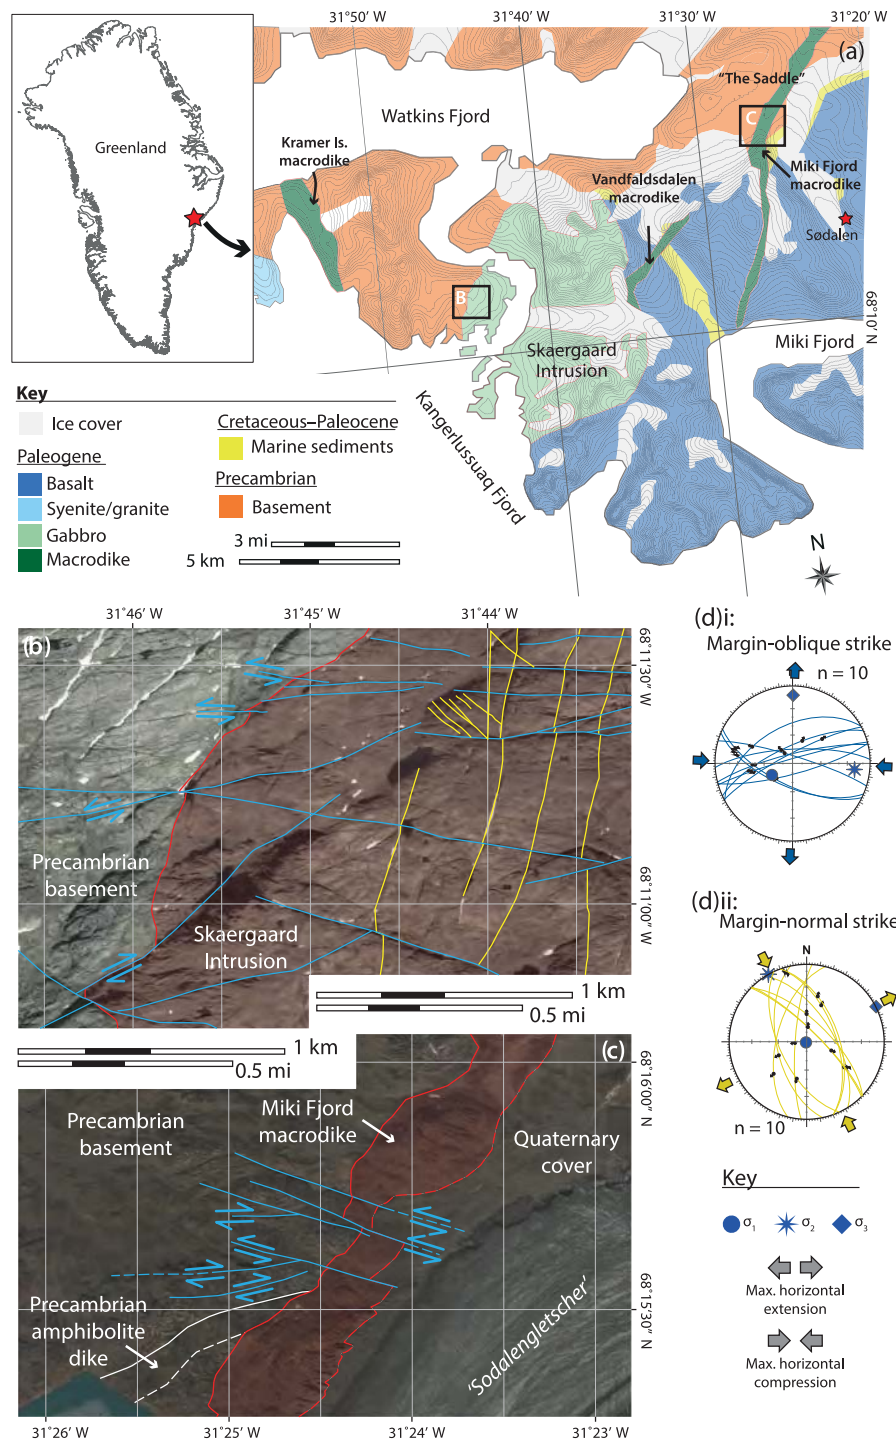 31°50′ W
31°40′ W
31°30′ W
31°20′ W
(a)
Greenland
Watkins Fjord
"The Saddle"
C
Kramer Is.
macrodike
Vandfaldsdalen
macrodike
Miki Fjord
macrodike
Sødalen
B
68°10′ N
Skaergaard
Intrusion
Miki Fjord
Kangerlussuaq Fjord
N
Key
Ice cover
Paleogene
Basalt
Syenite/granite
Gabbro
Macrodike
Cretaceous–Paleocene
Marine sediments
Precambrian
Basement
3 mi
5 km
31°46′ W
31°45′ W
31°44′ W
(b)
68°11′30″ W
68°11′00″ W
Precambrian
basement
Skaergaard
Intrusion
1 km
0.5 mi
1 km
0.5 mi
(c)
Precambrian
basement
Miki Fjord
macrodike
Quaternary
cover
Precambrian
amphibolite
dike
'Sodalengletscher'
68°16′00″ N
68°15′30″ N
31°26′ W
31°25′ W
31°24′ W
31°23′ W
(d)i:
Margin-oblique strike
n = 10
(d)ii:
Margin-normal strike
N
n = 10
Key
σ1
σ2
σ3
Max. horizontal
extension
Max. horizontal
compression